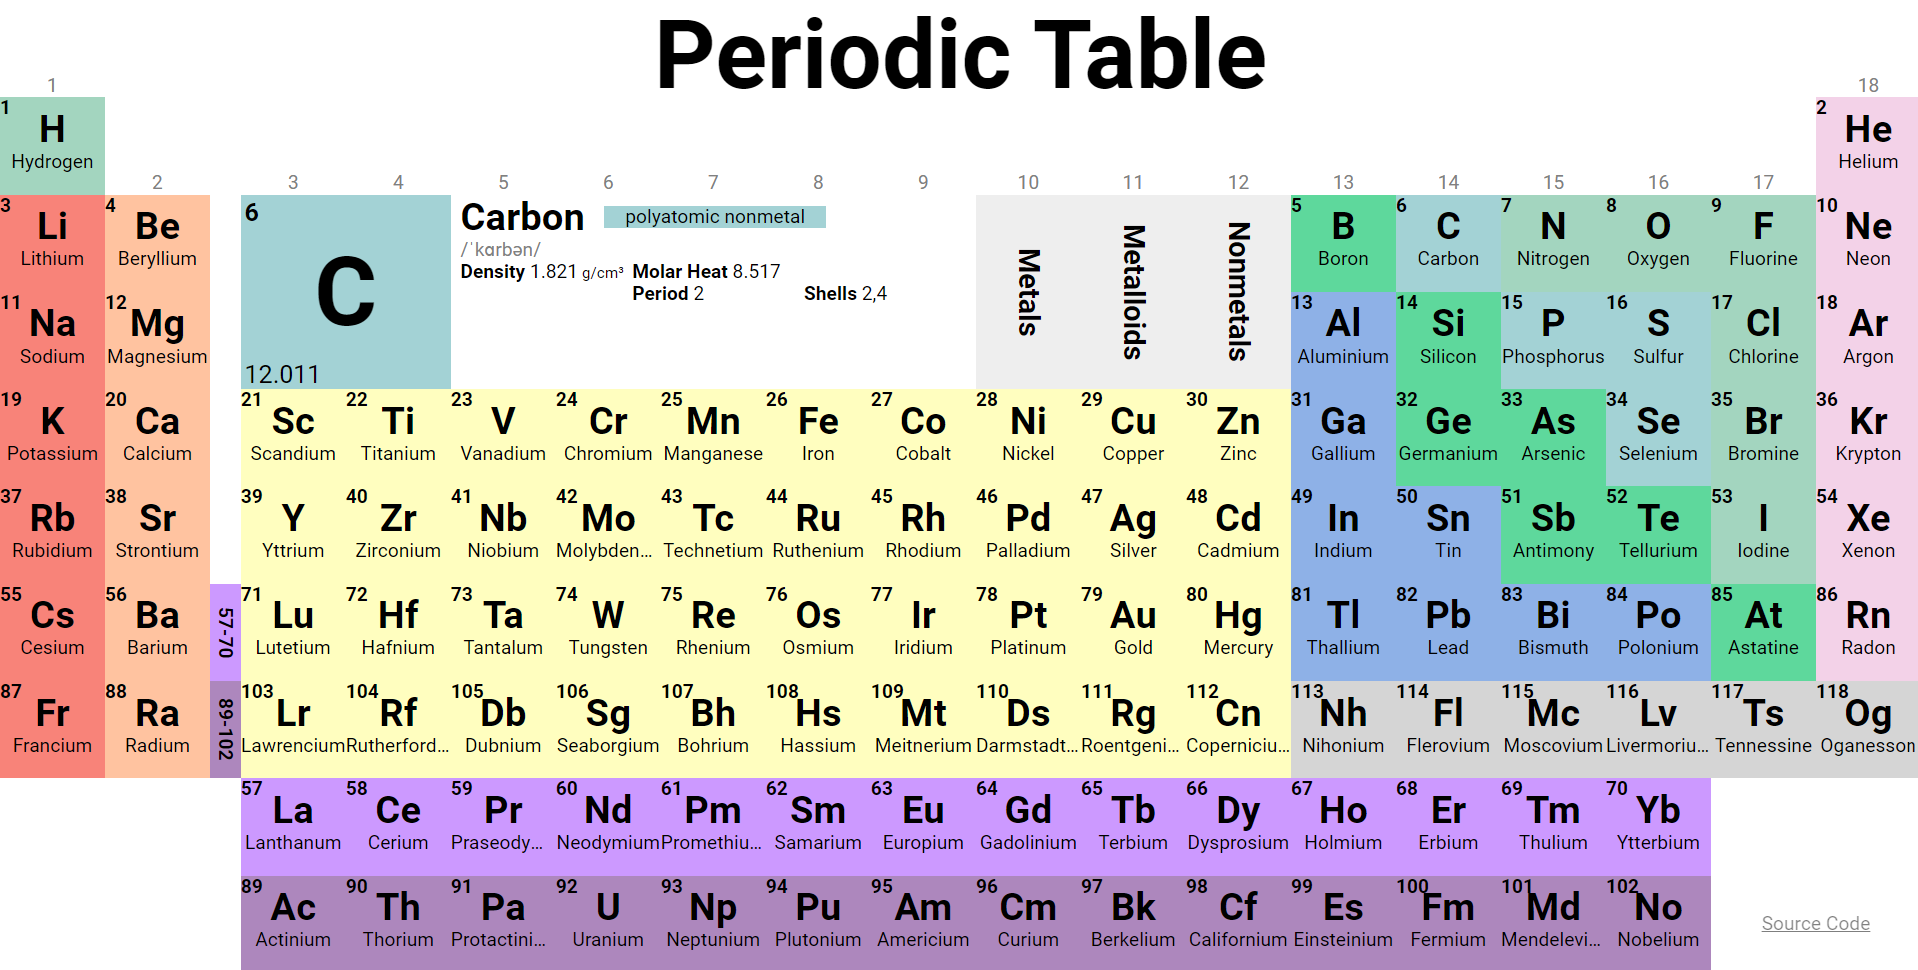 Periodic Table
1
18
1
H
Hydrogen
2
He
Helium
2
3
4
5
6
7
8
9
10
11
12
13
14
15
16
17
3
Li
Lithium
4
Be
Beryllium
6
C
12.011
Carbon
polyatomic nonmetal
/ˈkɑrbən/
Density 1.821 g/cm³ Molar Heat 8.517
Period 2 Shells 2,4
Metals
Metalloids
Nonmetals
5
B
Boron
6
C
Carbon
7
N
Nitrogen
8
O
Oxygen
9
F
Fluorine
10
Ne
Neon
11
Na
Sodium
12
Mg
Magnesium
13
Al
Aluminium
14
Si
Silicon
15
P
Phosphorus
16
S
Sulfur
17
Cl
Chlorine
18
Ar
Argon
19
K
Potassium
20
Ca
Calcium
21
Sc
Scandium
22
Ti
Titanium
23
V
Vanadium
24
Cr
Chromium
25
Mn
Manganese
26
Fe
Iron
27
Co
Cobalt
28
Ni
Nickel
29
Cu
Copper
30
Zn
Zinc
31
Ga
Gallium
32
Ge
Germanium
33
As
Arsenic
34
Se
Selenium
35
Br
Bromine
36
Kr
Krypton
37
Rb
Rubidium
38
Sr
Strontium
39
Y
Yttrium
40
Zr
Zirconium
41
Nb
Niobium
42
Mo
Molybden...
43
Tc
Technetium
44
Ru
Ruthenium
45
Rh
Rhodium
46
Pd
Palladium
47
Ag
Silver
48
Cd
Cadmium
49
In
Indium
50
Sn
Tin
51
Sb
Antimony
52
Te
Tellurium
53
I
Iodine
54
Xe
Xenon
55
Cs
Cesium
56
Ba
Barium
57-70
71
Lu
Lutetium
72
Hf
Hafnium
73
Ta
Tantalum
74
W
Tungsten
75
Re
Rhenium
76
Os
Osmium
77
Ir
Iridium
78
Pt
Platinum
79
Au
Gold
80
Hg
Mercury
81
Tl
Thallium
82
Pb
Lead
83
Bi
Bismuth
84
Po
Polonium
85
At
Astatine
86
Rn
Radon
87
Fr
Francium
88
Ra
Radium
89-102
103
Lr
Lawrencium
104
Rf
Rutherford...
105
Db
Dubnium
106
Sg
Seaborgium
107
Bh
Bohrium
108
Hs
Hassium
109
Mt
Meitnerium
110
Ds
Darmstadt...
111
Rg
Roentgeni...
112
Cn
Coperniciu...
113
Nh
Nihonium
114
Fl
Flerovium
115
Mc
Moscovium
116
Lv
Livermoriu...
117
Ts
Tennessine
118
Og
Oganesson
57
La
Lanthanum
58
Ce
Cerium
59
Pr
Praseody...
60
Nd
Neodymium
61
Pm
Promethiu...
62
Sm
Samarium
63
Eu
Europium
64
Gd
Gadolinium
65
Tb
Terbium
66
Dy
Dysprosium
67
Ho
Holmium
68
Er
Erbium
69
Tm
Thulium
70
Yb
Ytterbium
89
Ac
Actinium
90
Th
Thorium
91
Pa
Protactini...
92
U
Uranium
93
Np
Neptunium
94
Pu
Plutonium
95
Am
Americium
96
Cm
Curium
97
Bk
Berkelium
98
Cf
Californium
99
Es
Einsteinium
100
Fm
Fermium
101
Md
Mendelevi...
102
No
Nobelium
Source Code